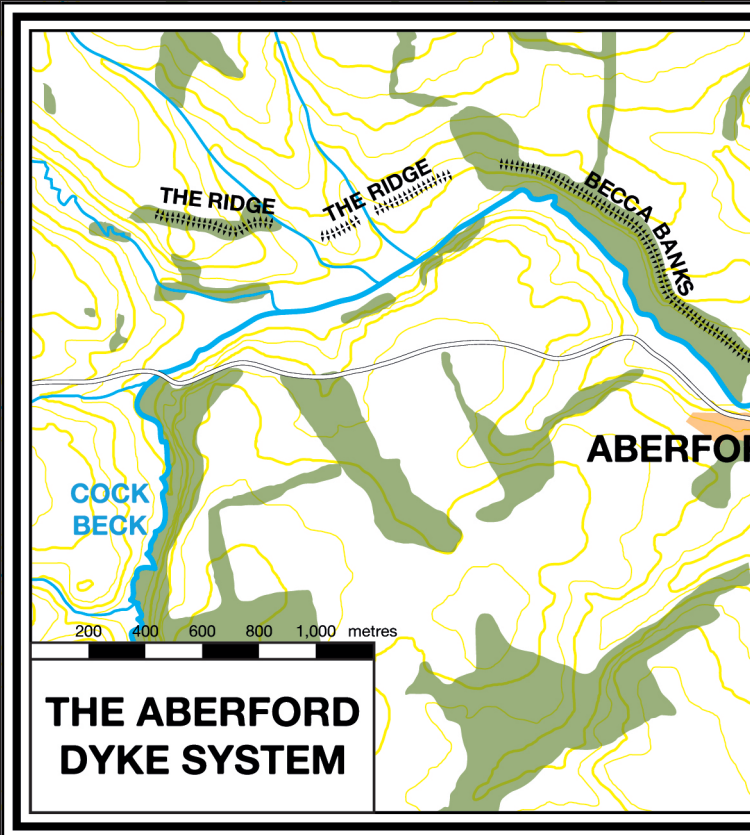 THE RIDGE
THE RIDGE
BECCA BANKS
ABERFO
COCK
BECK
200 400 600 800 1,000 metres
THE ABERFORD
DYKE SYSTEM